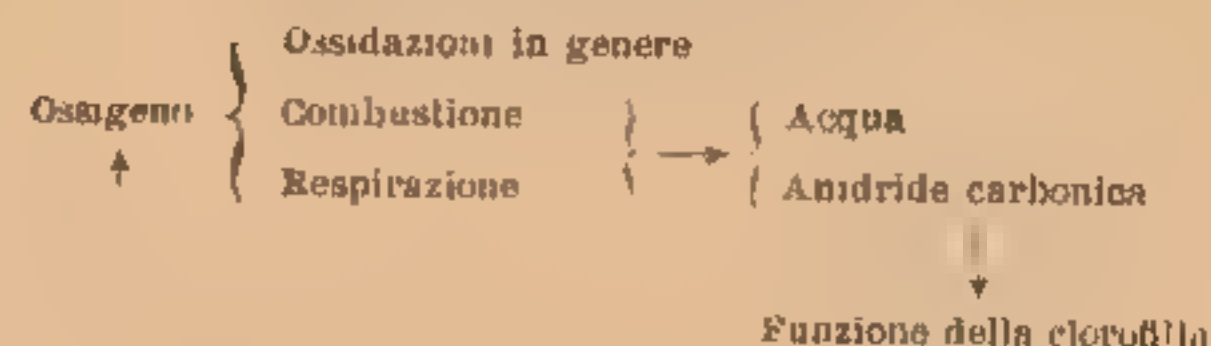 Ossidazioni in genere
Ossigeno
Combustione
Acqua
Respirazione
Anidride carbonica
Funzione della clorofilla